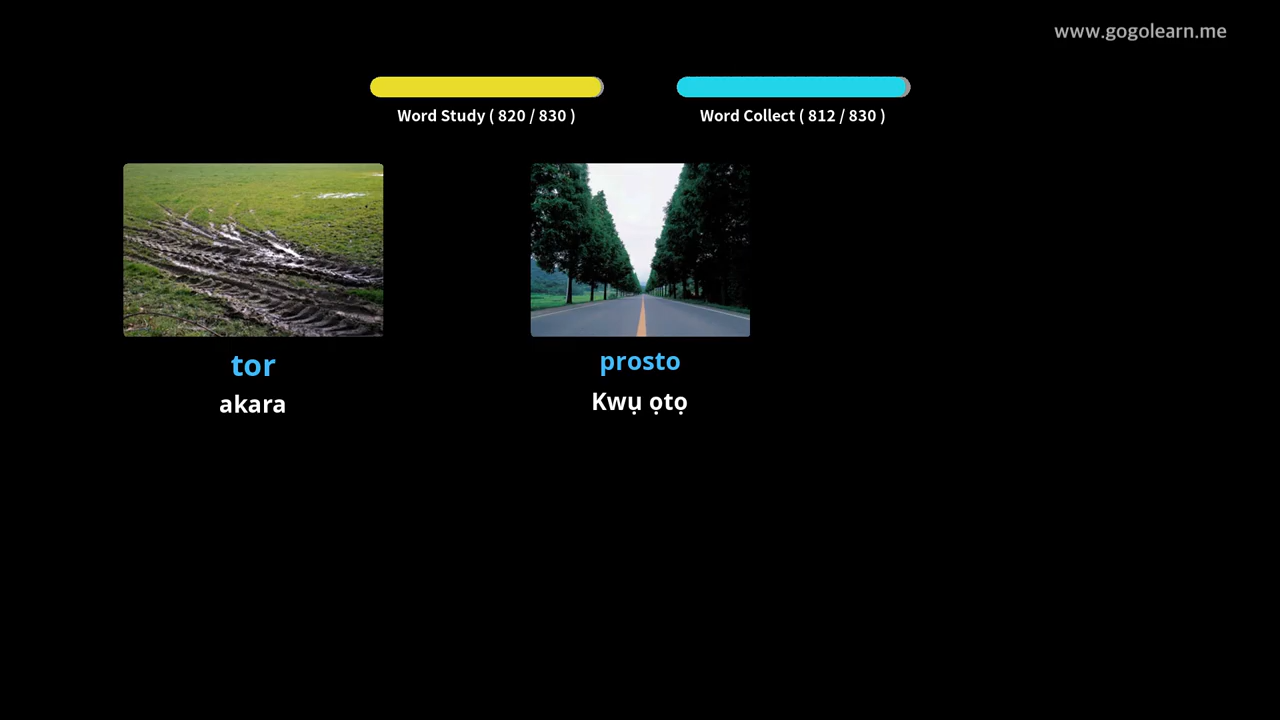 www.gogolearn.me
Word Study ( 820 / 830 )
Word Collect ( 812 / 830 )
tor
akara
prosto
Kwụ ọtọ